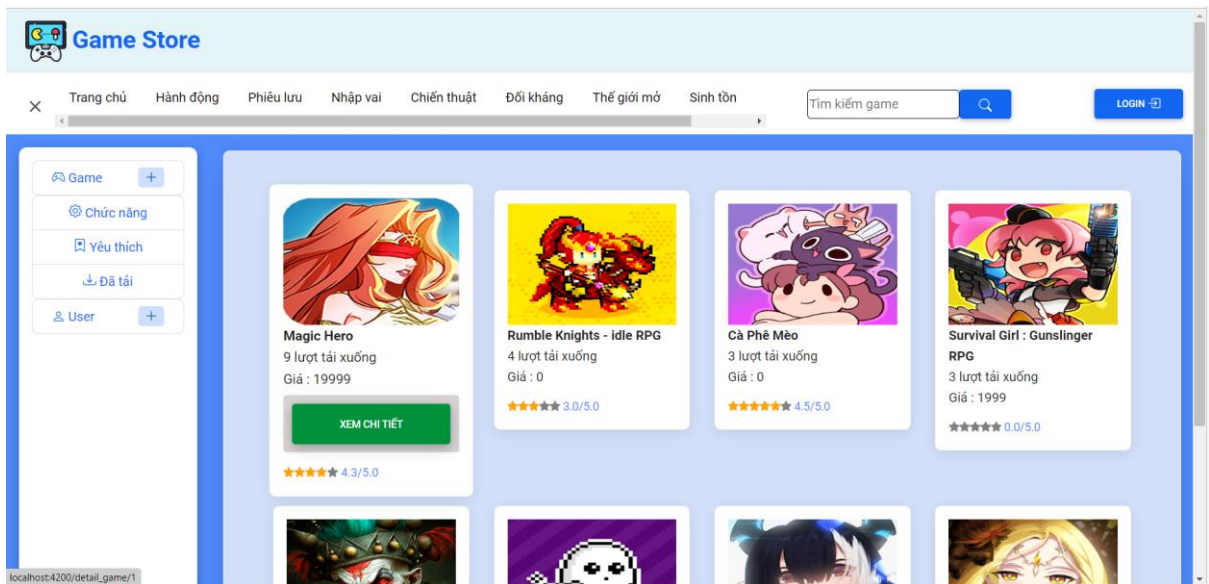 Game Store
Trang chủ Hành động Phiêu lưu Nhập vai Chiến thuật Đối kháng Thế giới mở Sinh tồn
Tìm kiếm game
LOGIN
Game +
Chức năng
Yêu thích
Đã tải
User +
Magic Hero
9 lượt tải xuống
Giá : 19999
XEM CHI TIẾT
4.3/5.0
Rumble Knights - idle RPG
4 lượt tải xuống
Giá : 0
3.0/5.0
Cà Phê Mèo
3 lượt tải xuống
Giá : 0
4.5/5.0
Survival Girl : Gunslinger
RPG
3 lượt tải xuống
Giá : 1999
0.0/5.0
localhost:4200/detail_game/1